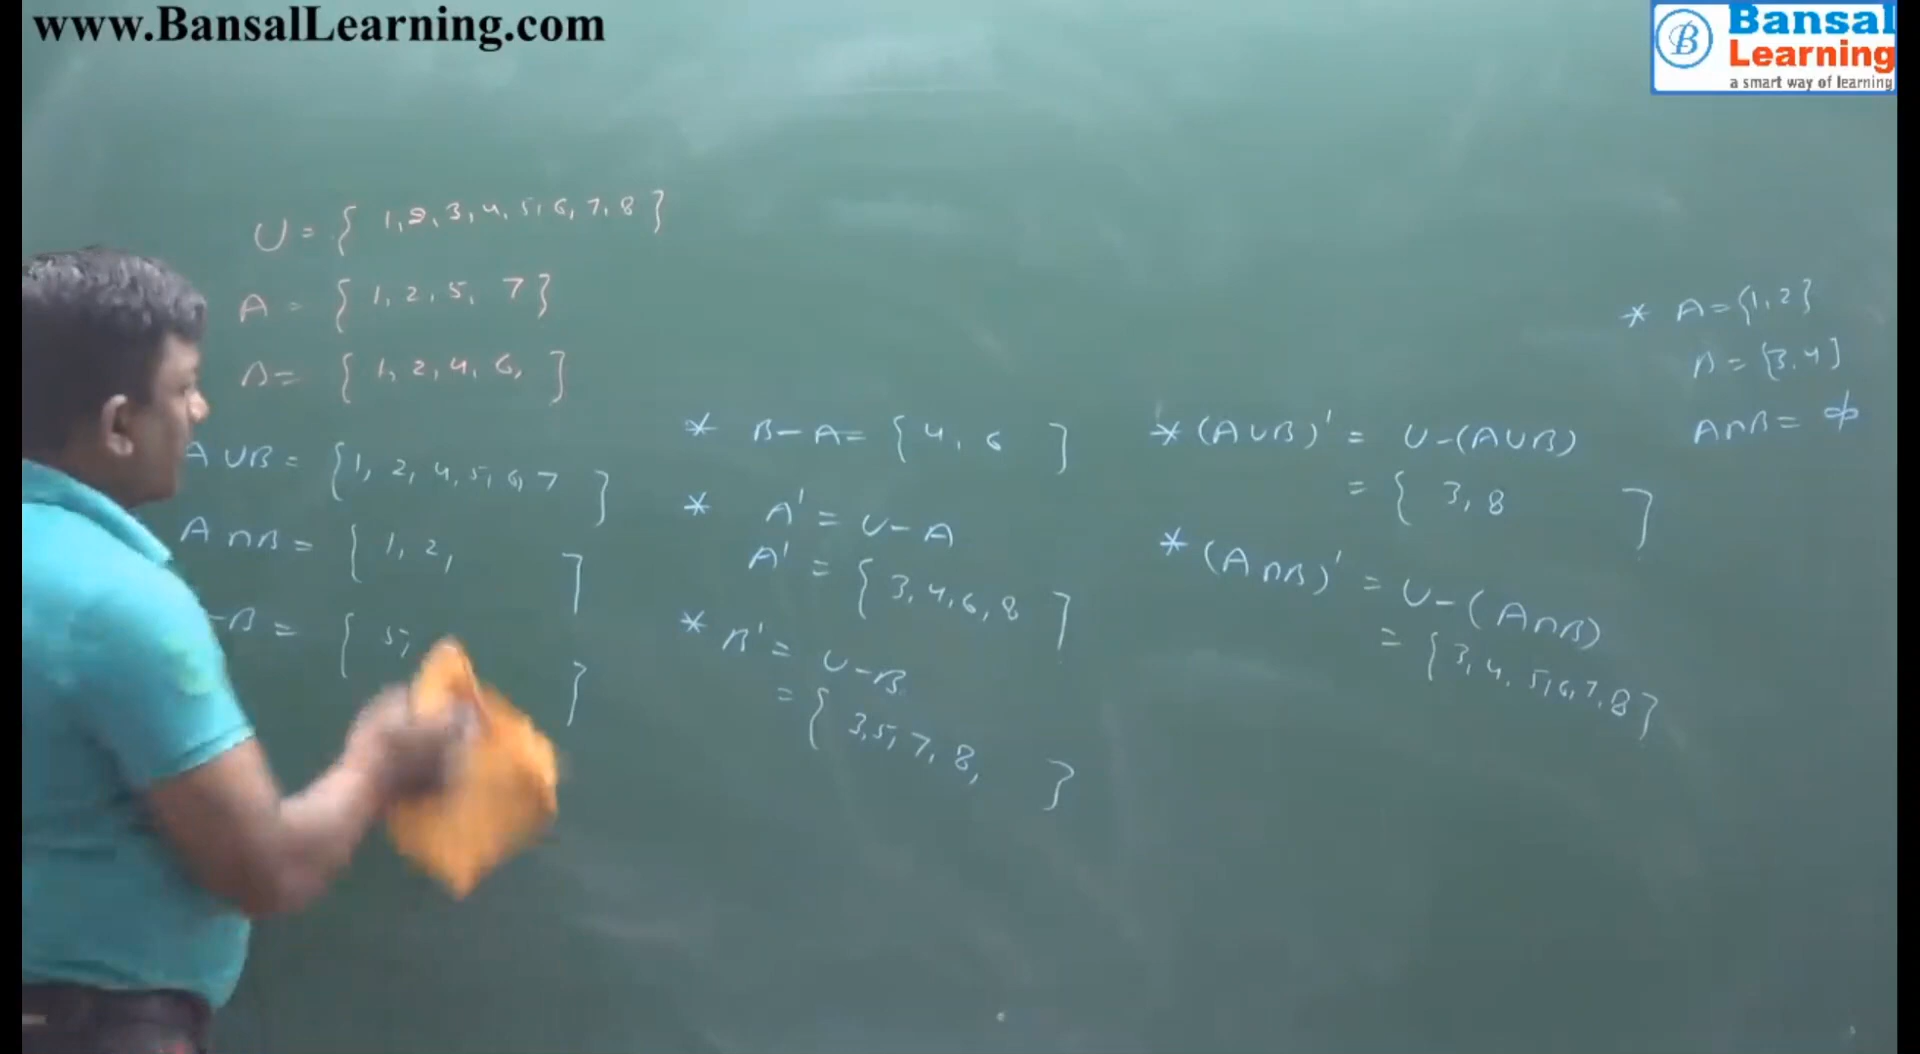 www.BansalLearning.com
Bansal
Learning
a smart way of learning
U = { 1, 2, 3, 4, 5, 6, 7, 8 }
A = { 1, 2, 5, 7 }
B = { 1, 2, 4, 6, }
A∪B = { 1, 2, 4, 5, 6, 7 }
A∩B = { 1, 2, }
-B = { 5, }
* B-A = { 4, 6 }
* A' = U-A
A' = { 3, 4, 6, 8 }
* B' = U-B
= { 3, 5, 7, 8, }
* (A∪B)' = U-(A∪B)
= { 3, 8 }
* (A∩B)' = U-(A∩B)
= { 3, 4, 5, 6, 7, 8 }
* A = {1, 2}
B = {3, 4}
A∩B = ф